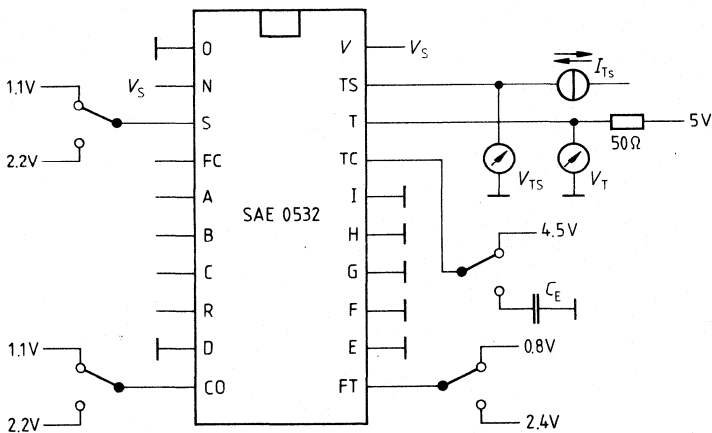 O V V_S
1.1V V_S N TS I_Ts
S T 5V
50Ω
2.2V FC TC V_TS V_T
A I
SAE 0532
B H 4.5V
C G
C_E
R F
1.1V D E 0.8V
CO FT
2.2V 2.4V